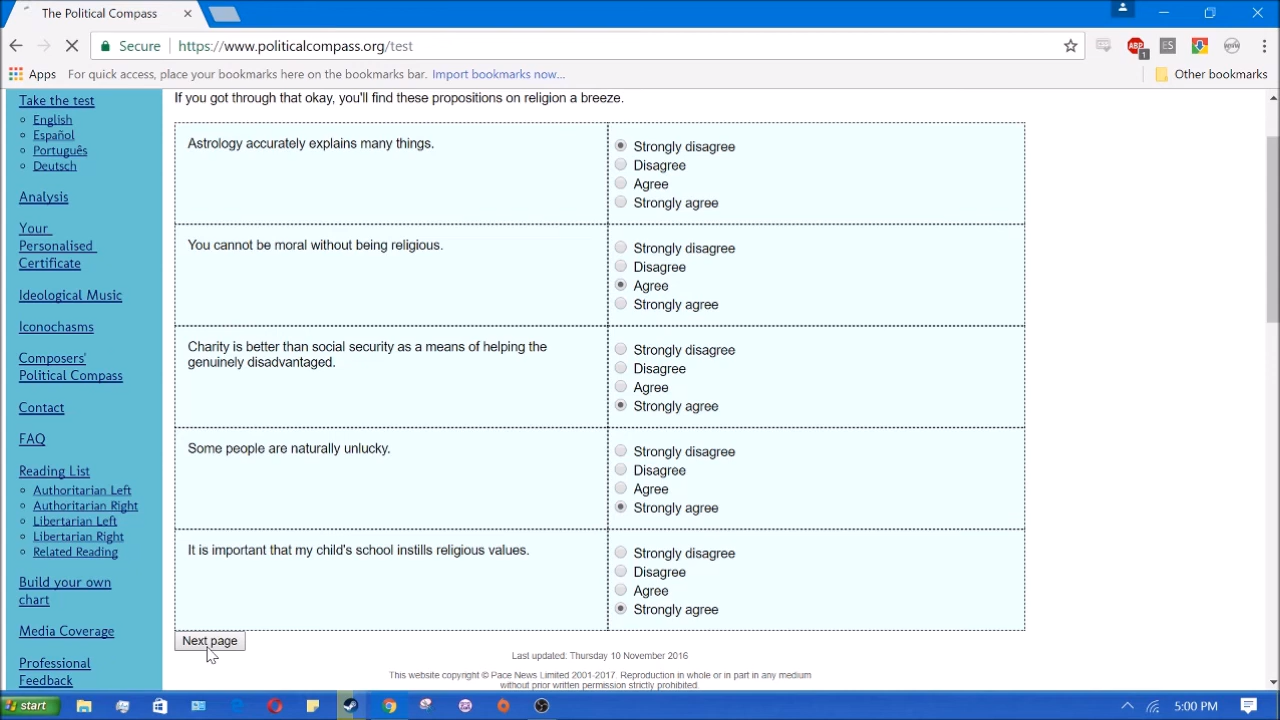 The Political Compass
Secure
https://www.politicalcompass.org/test
ABP
1
ES
Apps
For quick access, place your bookmarks here on the bookmarks bar. Import bookmarks now...
Other bookmarks
Take the test
English
Español
Português
Deutsch
Analysis
Your
Personalised
Certificate
Ideological Music
Iconochasms
Composers'
Political Compass
Contact
FAQ
Reading List
Authoritarian Left
Authoritarian Right
Libertarian Left
Libertarian Right
Related Reading
Build your own
chart
Media Coverage
Professional
Feedback
If you got through that okay, you'll find these propositions on religion a breeze.
Astrology accurately explains many things.
Strongly disagree
Disagree
Agree
Strongly agree
You cannot be moral without being religious.
Strongly disagree
Disagree
Agree
Strongly agree
Charity is better than social security as a means of helping the
genuinely disadvantaged.
Strongly disagree
Disagree
Agree
Strongly agree
Some people are naturally unlucky.
Strongly disagree
Disagree
Agree
Strongly agree
It is important that my child's school instills religious values.
Strongly disagree
Disagree
Agree
Strongly agree
Next page
Last updated: Thursday 10 November 2016
This website copyright © Pace News Limited 2001-2017. Reproduction in whole or in part in any medium
without prior written permission strictly prohibited.
start
5:00 PM